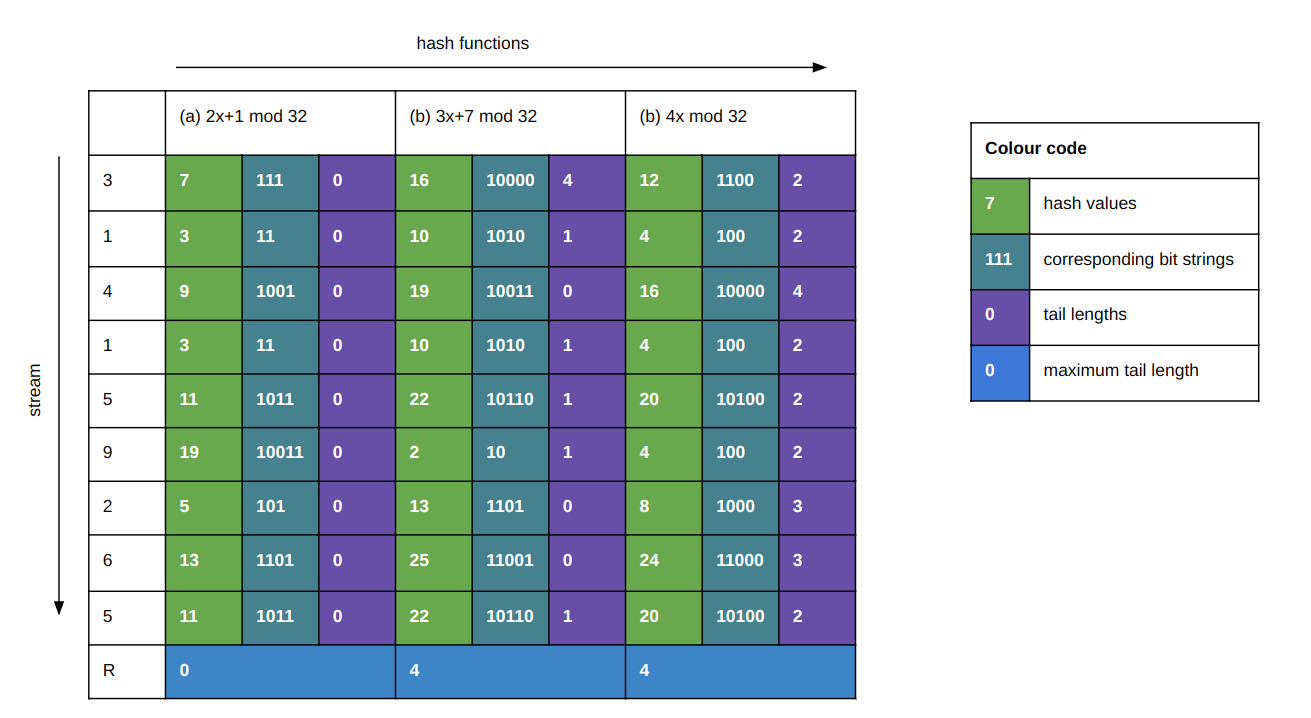 hash functions
(a) 2x+1 mod 32 (b) 3x+7 mod 32 (b) 4x mod 32
3 7 111 0 16 10000 4 12 1100 2
1 3 11 0 10 1010 1 4 100 2
4 9 1001 0 19 10011 0 16 10000 4
1 3 11 0 10 1010 1 4 100 2
5 11 1011 0 22 10110 1 20 10100 2
9 19 10011 0 2 10 1 4 100 2
2 5 101 0 13 1101 0 8 1000 3
6 13 1101 0 25 11001 0 24 11000 3
5 11 1011 0 22 10110 1 20 10100 2
R 0 4 4
stream
Colour code
7 hash values
111 corresponding bit strings
0 tail lengths
0 maximum tail length